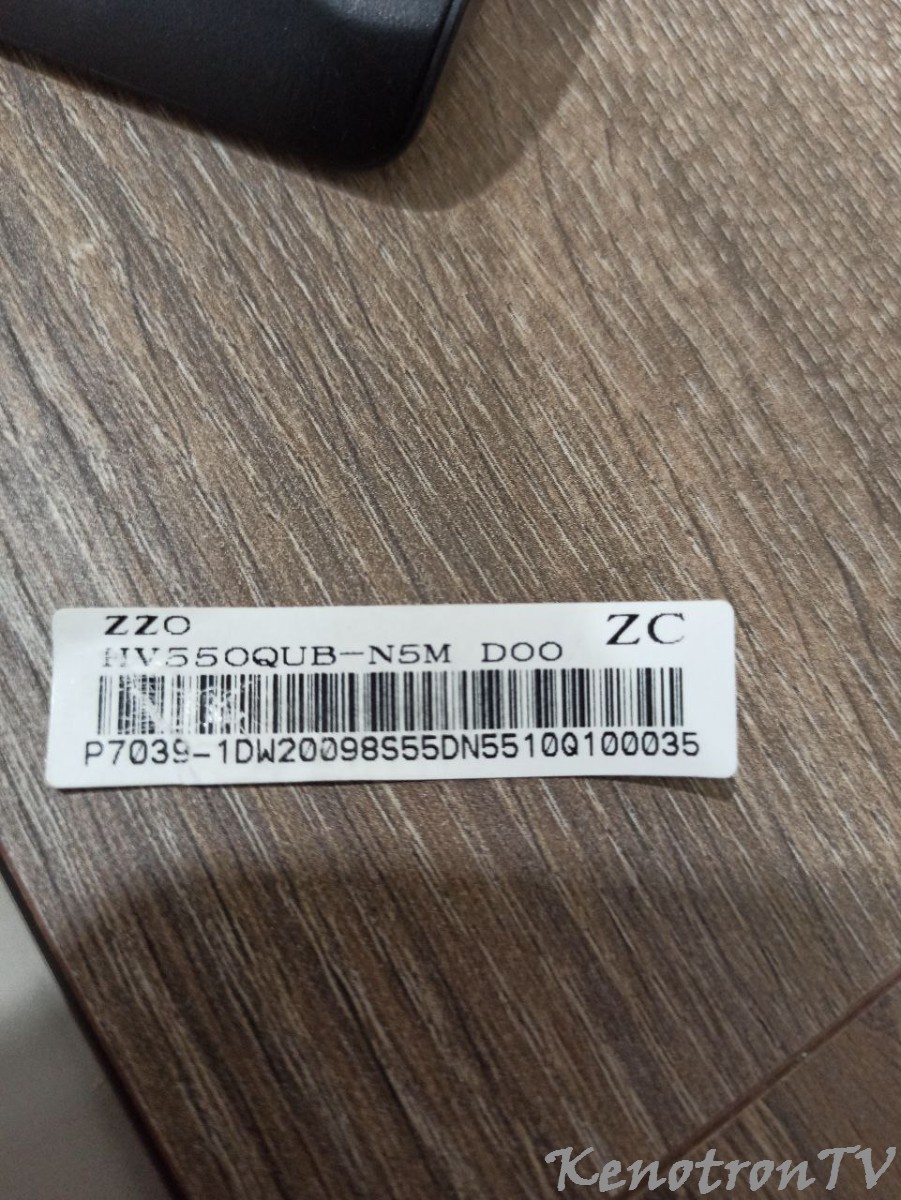 ZZO
ZC
HV550QUB-N5M D00
P7039-1DW20098S55DN5510Q100035
KenotronTV